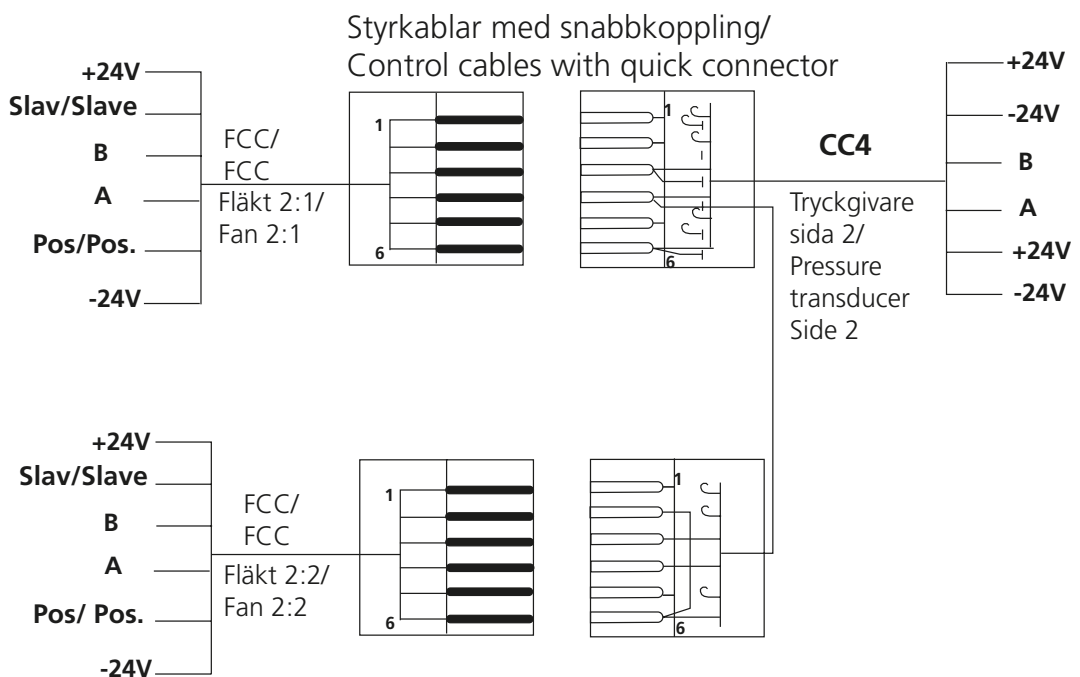 Styrkablar med snabbkoppling/
Control cables with quick connector
+24V
Slav/Slave
B
A
Pos/Pos.
-24V
FCC/
FCC
Fläkt 2:1/
Fan 2:1
1
6
1
6
CC4
Tryckgivare
sida 2/
Pressure
transducer
Side 2
+24V
-24V
B
A
+24V
-24V
+24V
Slav/Slave
B
A
Pos/ Pos.
-24V
FCC/
FCC
Fläkt 2:2/
Fan 2:2
1
6
1
6